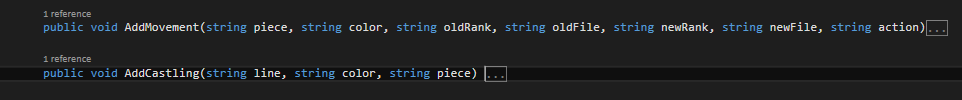 1 reference
public void AddMovement(string piece, string color, string oldRank, string oldFile, string newRank, string newFile, string action)...
1 reference
public void AddCastling(string line, string color, string piece) ...